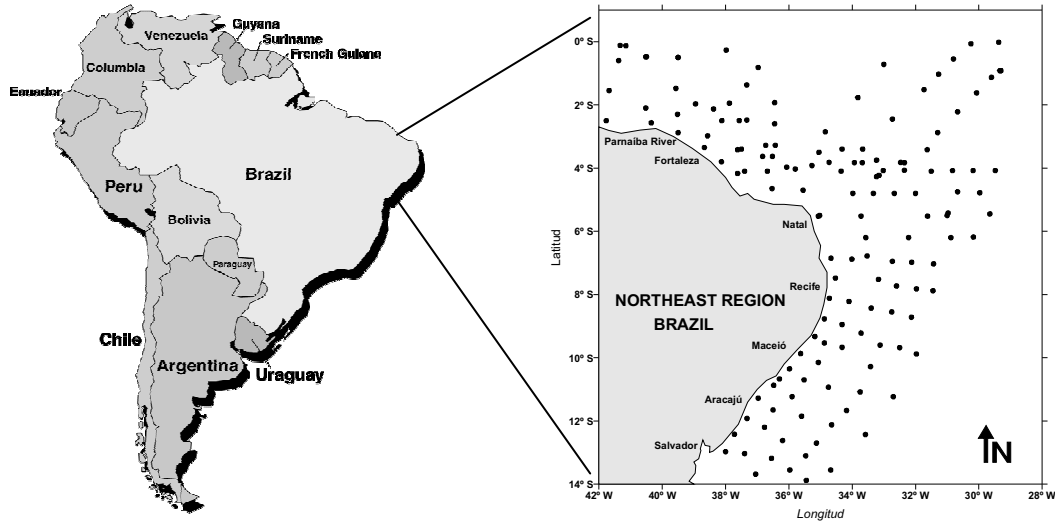 Guyana
Suriname
French Guiane
Venezuela
Columbia
Ecuador
Peru
Brazil
Bolivia
Paraguay
Chile
Argentina
Uraguay
0° S
2° S
4° S
6° S
8° S
10° S
12° S
14° S
Latitud
Parnaíba River
Fortaleza
Natal
Recife
NORTHEAST REGION
BRAZIL
Maceió
Aracajú
Salvador
N
42° W 40° W 38° W 36° W 34° W 32° W 30° W 28° W
Longitud